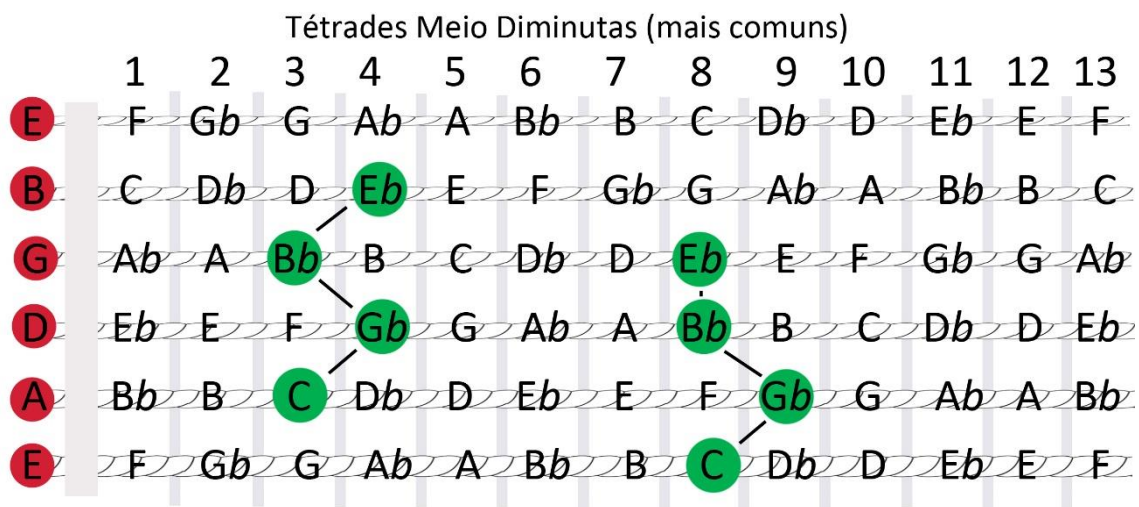 Tétrades Meio Diminutas (mais comuns)
1 2 3 4 5 6 7 8 9 10 11 12 13
E F Gb G Ab A Bb B C Db D Eb E F
B C Db D Eb E F Gb G Ab A Bb B C
G Ab A Bb B C Db D Eb E F Gb G Ab
D Eb E F Gb G Ab A Bb B C Db D Eb
A Bb B C Db D Eb E F Gb G Ab A Bb
E F Gb G Ab A Bb B C Db D Eb E F